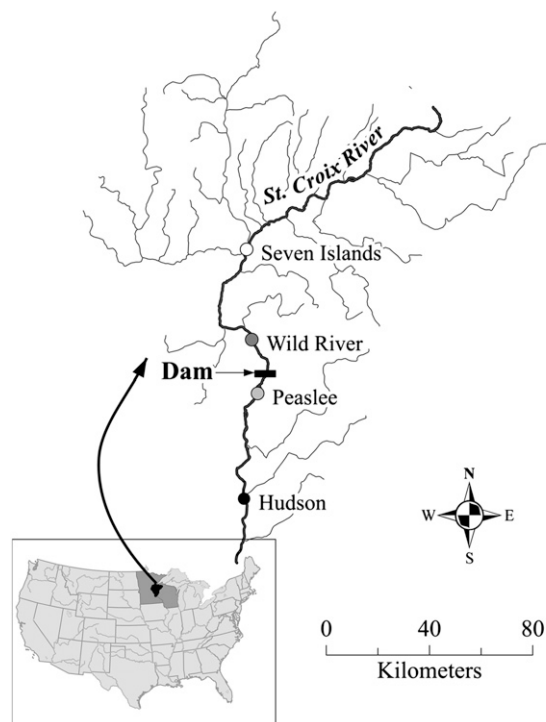 St. Croix River
Seven Islands
Wild River
Dam
Peaslee
Hudson
N
W E
S
0 40 80
Kilometers